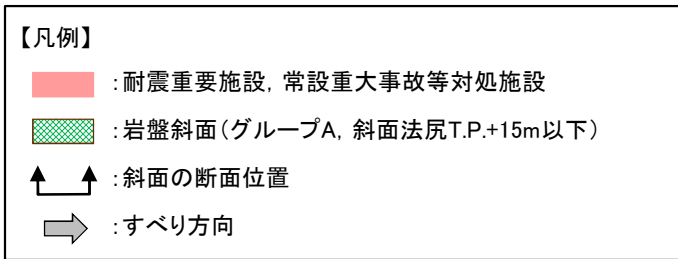 【凡例】
:耐震重要施設, 常設重大事故等対処施設
:岩盤斜面(グループA, 斜面法尻T.P.+15m以下)
:斜面の断面位置
:すべり方向